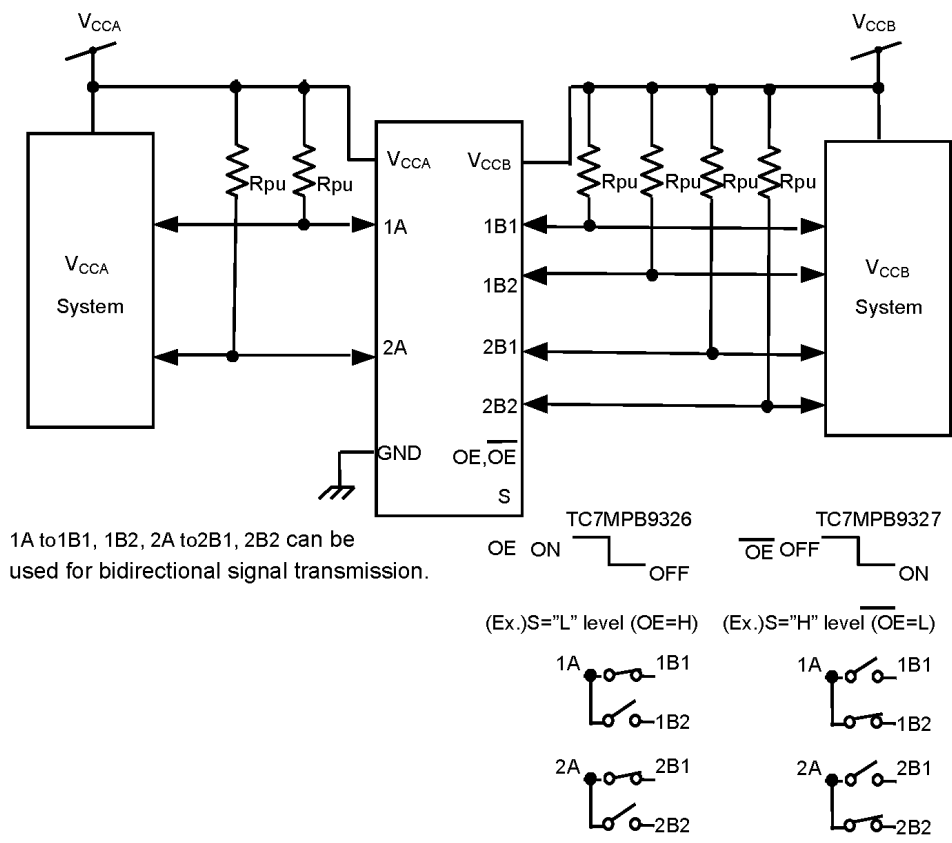 VCCA
VCCB
VCCA
VCCB
Rpu
Rpu
Rpu
Rpu
Rpu
Rpu
1A
1B1
VCCA
System
1B2
VCCB
System
2A
2B1
2B2
GND
OE,OE
S
1A to1B1, 1B2, 2A to2B1, 2B2 can be
used for bidirectional signal transmission.
TC7MPB9326
OE ON
OFF
TC7MPB9327
OE OFF
ON
(Ex.)S="L" level (OE=H)
(Ex.)S="H" level (OE=L)
1A
1B1
1B2
1A
1B1
1B2
2A
2B1
2B2
2A
2B1
2B2